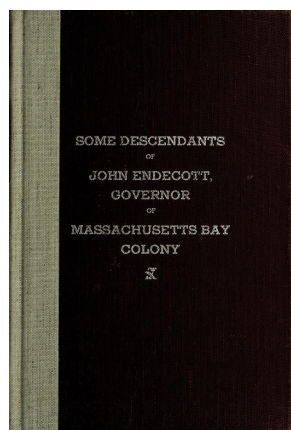 SOME DESCENDANTS
OF
JOHN ENDECOTT,
GOVERNOR
OF
MASSACHUSETTS BAY
COLONY